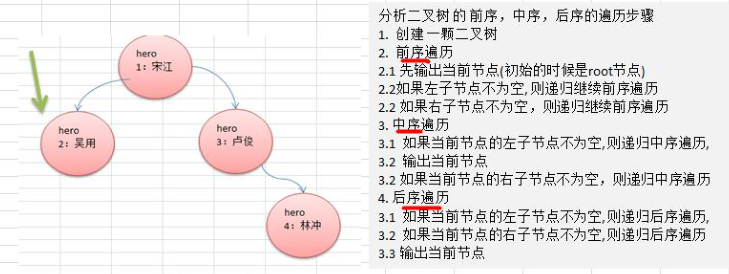 hero
1：宋江
hero
2：吴用
hero
3：卢俊
hero
4：林冲
分析二叉树的前序，中序，后序的遍历步骤
1. 创建一颗二叉树
2. 前序遍历
2.1 先输出当前节点(初始的时候是root节点)
2.2如果左子节点不为空,则递归继续前序遍历
2.2 如果右子节点不为空，则递归继续前序遍历
3. 中序遍历
3.1 如果当前节点的左子节点不为空,则递归中序遍历,
3.2 输出当前节点
3.2 如果当前节点的右子节点不为空，则递归中序遍历
4. 后序遍历
3.1 如果当前节点的左子节点不为空,则递归后序遍历,
3.2 如果当前节点的右子节点不为空,则递归后序遍历
3.3 输出当前节点